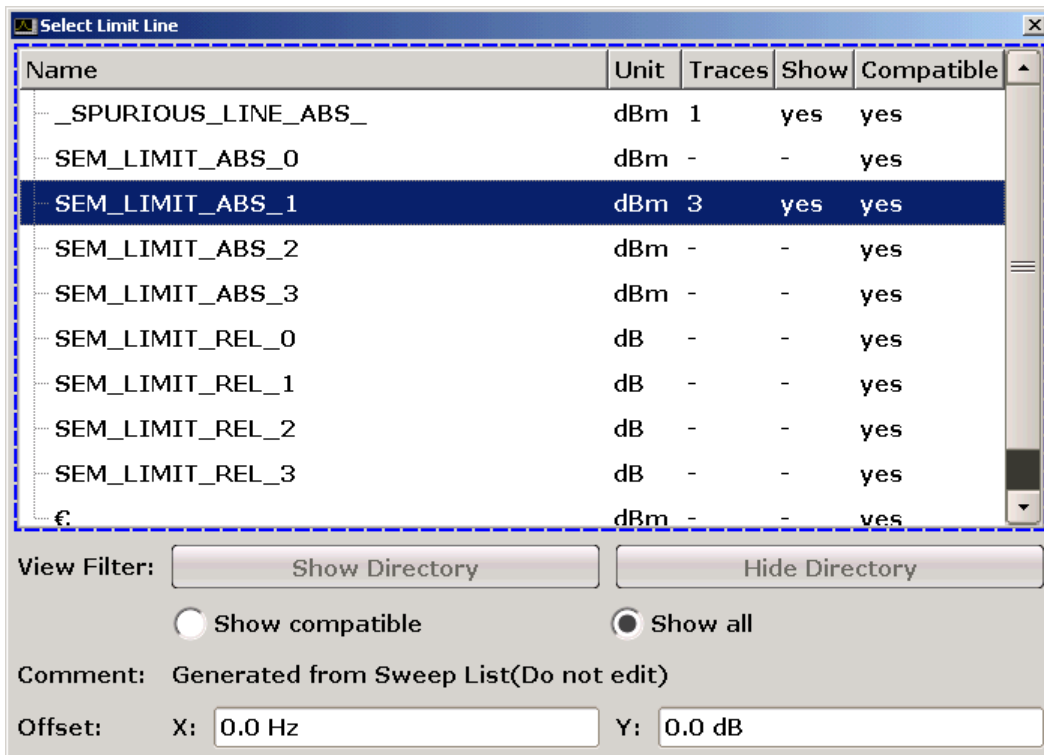 Select Limit Line
Name Unit Traces Show Compatible
_SPURIOUS_LINE_ABS_ dBm 1 yes yes
SEM_LIMIT_ABS_0 dBm - - yes
SEM_LIMIT_ABS_1 dBm 3 yes yes
SEM_LIMIT_ABS_2 dBm - - yes
SEM_LIMIT_ABS_3 dBm - - yes
SEM_LIMIT_REL_0 dB - - yes
SEM_LIMIT_REL_1 dB - - yes
SEM_LIMIT_REL_2 dB - - yes
SEM_LIMIT_REL_3 dB - - yes
dBm - - yes
View Filter: Show Directory Hide Directory
Show compatible Show all
Comment: Generated from Sweep List(Do not edit)
Offset: X: 0.0 Hz Y: 0.0 dB